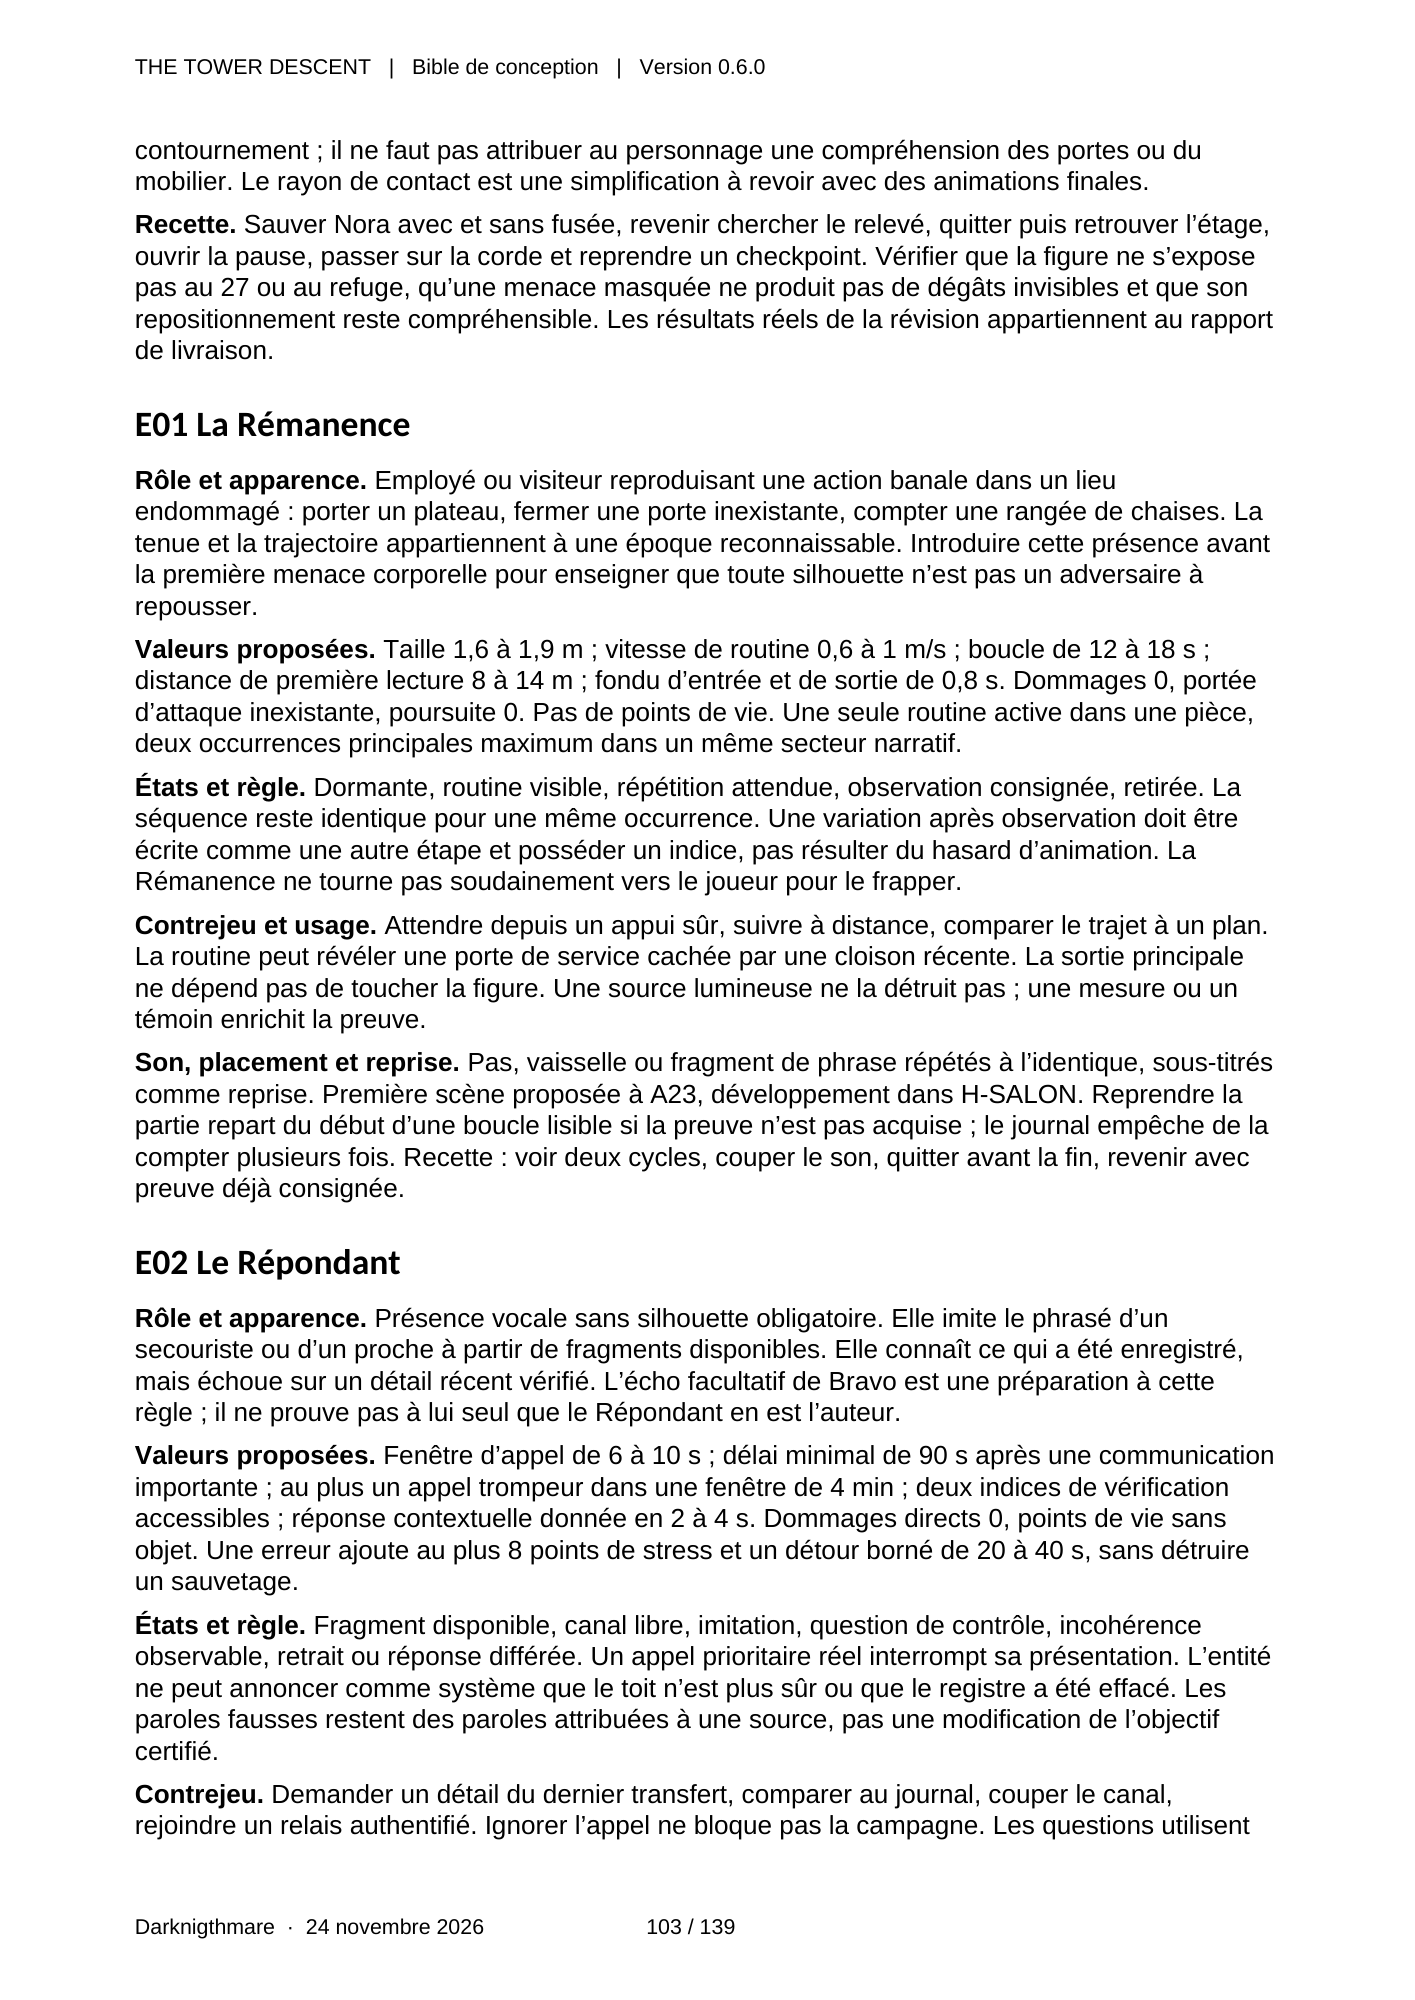 THE TOWER DESCENT | Bible de conception | Version 0.6.0
contournement ; il ne faut pas attribuer au personnage une compréhension des portes ou du
mobilier. Le rayon de contact est une simplification à revoir avec des animations finales.
Recette. Sauver Nora avec et sans fusée, revenir chercher le relevé, quitter puis retrouver l’étage,
ouvrir la pause, passer sur la corde et reprendre un checkpoint. Vérifier que la figure ne s’expose
pas au 27 ou au refuge, qu’une menace masquée ne produit pas de dégâts invisibles et que son
repositionnement reste compréhensible. Les résultats réels de la révision appartiennent au rapport
de livraison.
E01 La Rémanence
Rôle et apparence. Employé ou visiteur reproduisant une action banale dans un lieu
endommagé : porter un plateau, fermer une porte inexistante, compter une rangée de chaises. La
tenue et la trajectoire appartiennent à une époque reconnaissable. Introduire cette présence avant
la première menace corporelle pour enseigner que toute silhouette n’est pas un adversaire à
repousser.
Valeurs proposées. Taille 1,6 à 1,9 m ; vitesse de routine 0,6 à 1 m/s ; boucle de 12 à 18 s ;
distance de première lecture 8 à 14 m ; fondu d’entrée et de sortie de 0,8 s. Dommages 0, portée
d’attaque inexistante, poursuite 0. Pas de points de vie. Une seule routine active dans une pièce,
deux occurrences principales maximum dans un même secteur narratif.
États et règle. Dormante, routine visible, répétition attendue, observation consignée, retirée. La
séquence reste identique pour une même occurrence. Une variation après observation doit être
écrite comme une autre étape et posséder un indice, pas résulter du hasard d’animation. La
Rémanence ne tourne pas soudainement vers le joueur pour le frapper.
Contrejeu et usage. Attendre depuis un appui sûr, suivre à distance, comparer le trajet à un plan.
La routine peut révéler une porte de service cachée par une cloison récente. La sortie principale
ne dépend pas de toucher la figure. Une source lumineuse ne la détruit pas ; une mesure ou un
témoin enrichit la preuve.
Son, placement et reprise. Pas, vaisselle ou fragment de phrase répétés à l’identique, sous-titrés
comme reprise. Première scène proposée à A23, développement dans H-SALON. Reprendre la
partie repart du début d’une boucle lisible si la preuve n’est pas acquise ; le journal empêche de la
compter plusieurs fois. Recette : voir deux cycles, couper le son, quitter avant la fin, revenir avec
preuve déjà consignée.
E02 Le Répondant
Rôle et apparence. Présence vocale sans silhouette obligatoire. Elle imite le phrasé d’un
secouriste ou d’un proche à partir de fragments disponibles. Elle connaît ce qui a été enregistré,
mais échoue sur un détail récent vérifié. L’écho facultatif de Bravo est une préparation à cette
règle ; il ne prouve pas à lui seul que le Répondant en est l’auteur.
Valeurs proposées. Fenêtre d’appel de 6 à 10 s ; délai minimal de 90 s après une communication
importante ; au plus un appel trompeur dans une fenêtre de 4 min ; deux indices de vérification
accessibles ; réponse contextuelle donnée en 2 à 4 s. Dommages directs 0, points de vie sans
objet. Une erreur ajoute au plus 8 points de stress et un détour borné de 20 à 40 s, sans détruire
un sauvetage.
États et règle. Fragment disponible, canal libre, imitation, question de contrôle, incohérence
observable, retrait ou réponse différée. Un appel prioritaire réel interrompt sa présentation. L’entité
ne peut annoncer comme système que le toit n’est plus sûr ou que le registre a été effacé. Les
paroles fausses restent des paroles attribuées à une source, pas une modification de l’objectif
certifié.
Contrejeu. Demander un détail du dernier transfert, comparer au journal, couper le canal,
rejoindre un relais authentifié. Ignorer l’appel ne bloque pas la campagne. Les questions utilisent
Darknigthmare · 24 novembre 2026 103 / 139